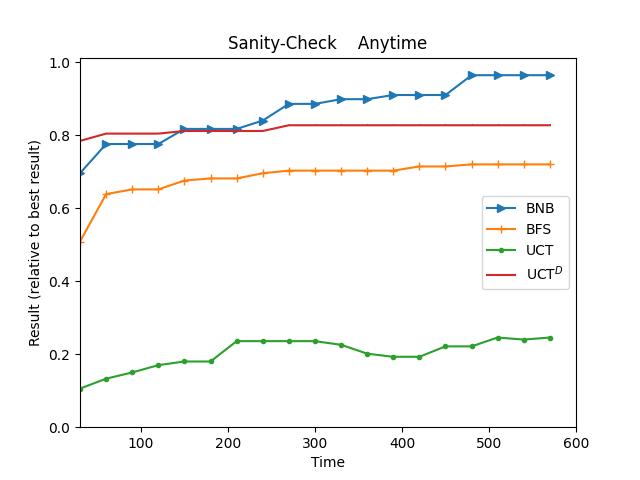 Sanity-Check    Anytime
1.0
0.8
0.6
0.4
0.2
0.0
Result (relative to best result)
BNB
BFS
UCT
UCT^D
100 200 300 400 500 600
Time